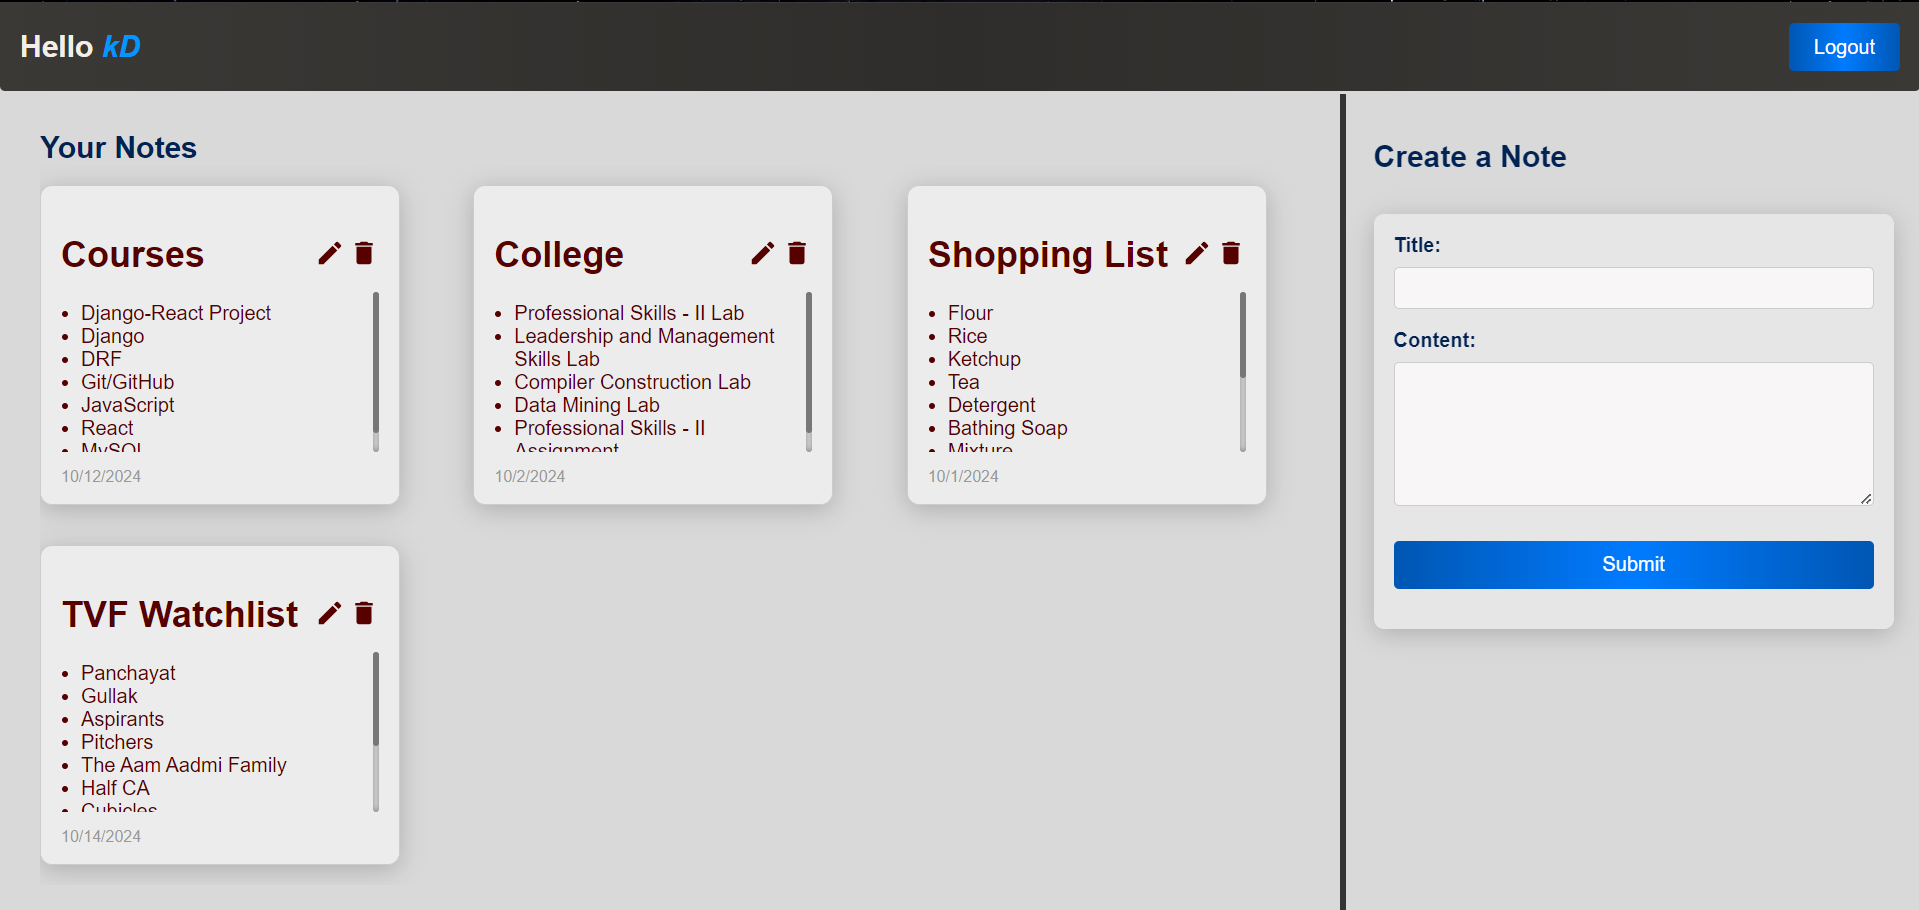 Hello kD
Logout
Your Notes
Courses
• Django-React Project
• Django
• DRF
• Git/GitHub
• JavaScript
• React
• MySQL
10/12/2024
College
• Professional Skills - II Lab
• Leadership and Management
Skills Lab
• Compiler Construction Lab
• Data Mining Lab
• Professional Skills - II
Assignment
10/2/2024
Shopping List
• Flour
• Rice
• Ketchup
• Tea
• Detergent
• Bathing Soap
• Mixture
10/1/2024
TVF Watchlist
• Panchayat
• Gullak
• Aspirants
• Pitchers
• The Aam Aadmi Family
• Half CA
• Cubicles
10/14/2024
Create a Note
Title:
Content:
Submit